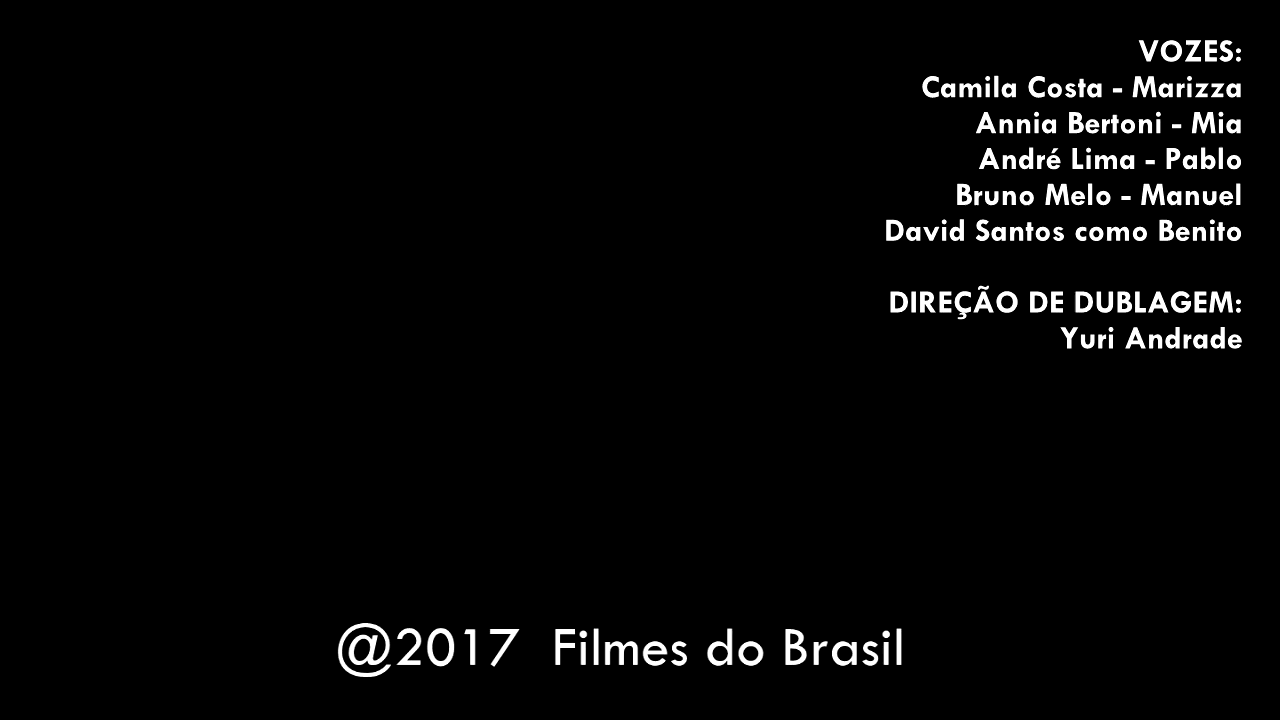 VOZES:
Camila Costa - Marizza
Annia Bertoni - Mia
André Lima - Pablo
Bruno Melo - Manuel
David Santos como Benito
DIREÇÃO DE DUBLAGEM:
Yuri Andrade
@2017 Filmes do Brasil